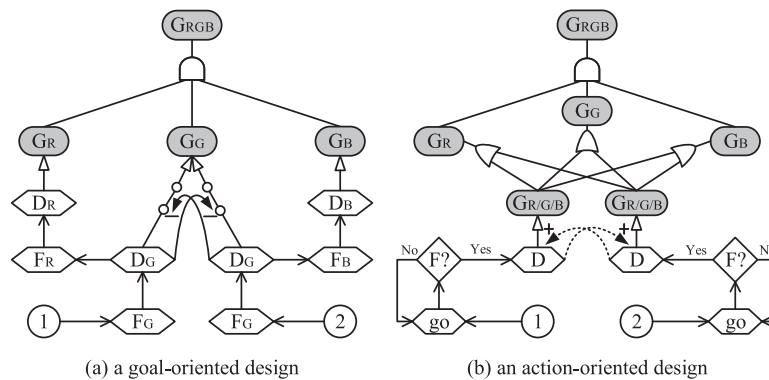 GRGB
GR
GG
GB
DR
DB
FR
DG
DG
FB
1
FG
FG
2
(a) a goal-oriented design
GRGB
GG
GR
GB
GR/G/B
GR/G/B
+
+
No
F?
Yes
D
D
Yes
F?
N
go
1
2
go
(b) an action-oriented design